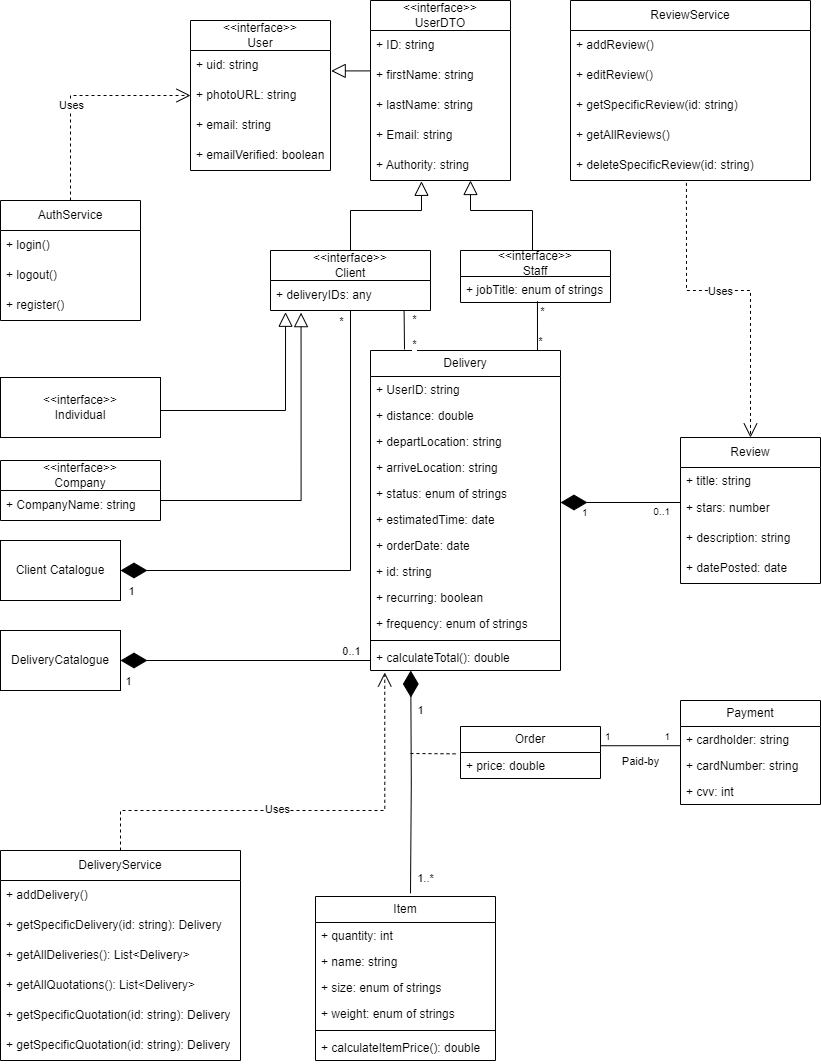 <<interface>>
User
+ uid: string
+ photoURL: string
+ email: string
+ emailVerified: boolean
<<interface>>
UserDTO
+ ID: string
+ firstName: string
+ lastName: string
+ Email: string
+ Authority: string
ReviewService
+ addReview()
+ editReview()
+ getSpecificReview(id: string)
+ getAllReviews()
+ deleteSpecificReview(id: string)
Uses
AuthService
+ login()
+ logout()
+ register()
<<interface>>
Client
+ deliveryIDs: any
<<interface>>
Staff
+ jobTitle: enum of strings
Uses
*
*
*
*
*
<<interface>>
Individual
<<interface>>
Company
+ CompanyName: string
Client Catalogue
1
DeliveryCatalogue
1
0..1
Delivery
+ UserID: string
+ distance: double
+ departLocation: string
+ arriveLocation: string
+ status: enum of strings
+ estimatedTime: date
+ orderDate: date
+ id: string
+ recurring: boolean
+ frequency: enum of strings
+ calculateTotal(): double
1
0..1
Review
+ title: string
+ stars: number
+ description: string
+ datePosted: date
1
Order
+ price: double
1
1
Paid-by
Payment
+ cardholder: string
+ cardNumber: string
+ cvv: int
Uses
DeliveryService
+ addDelivery()
+ getSpecificDelivery(id: string): Delivery
+ getAllDeliveries(): List<Delivery>
+ getAllQuotations(): List<Delivery>
+ getSpecificQuotation(id: string): Delivery
+ getSpecificQuotation(id: string): Delivery
1..*
Item
+ quantity: int
+ name: string
+ size: enum of strings
+ weight: enum of strings
+ calculateItemPrice(): double